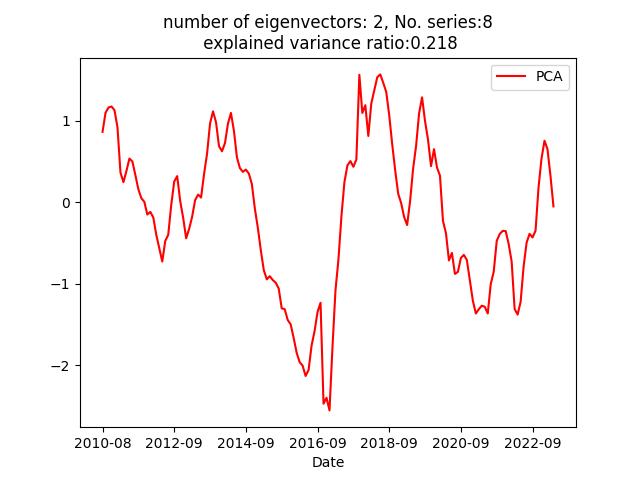 number of eigenvectors: 2, No. series:8
explained variance ratio:0.218
PCA
1
0
−1
−2
2010-08 2012-09 2014-09 2016-09 2018-09 2020-09 2022-09
Date